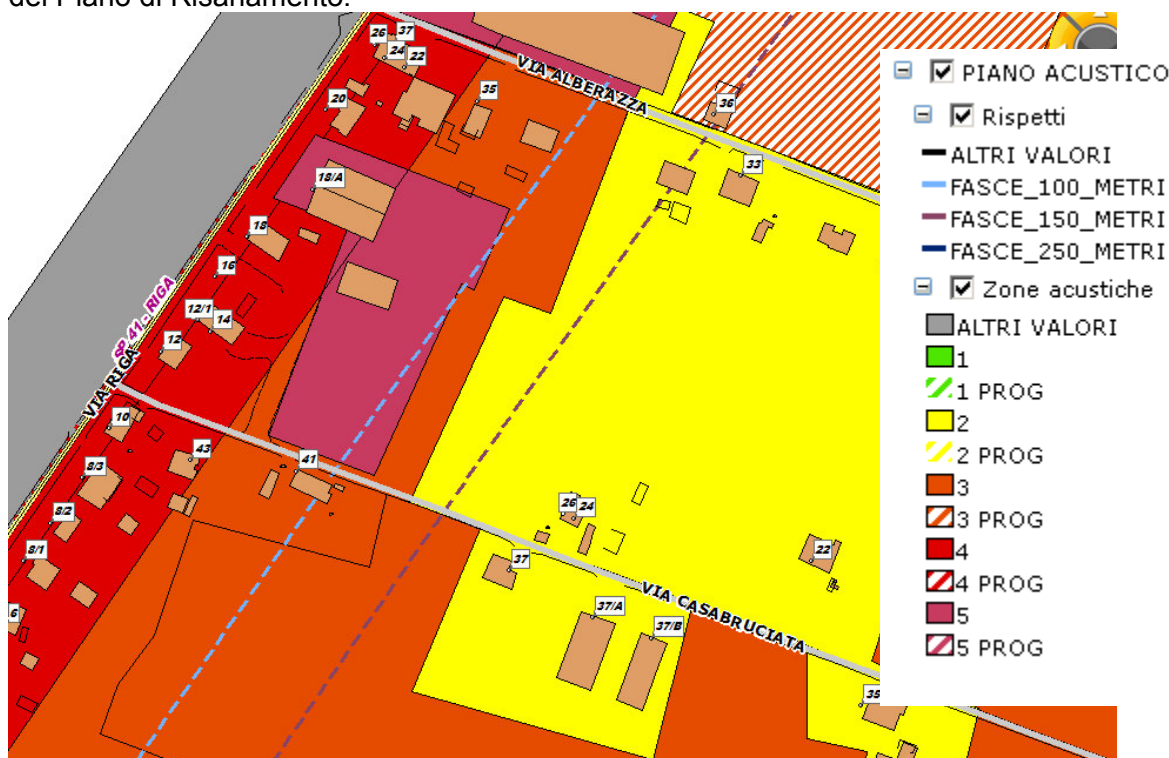 del Piano di Risanamento.
26
37
24
22
VIA ALBERAZZA
35
36
20
33
18/A
18
16
SP 41 - RIGA
12/1
14
12
VIA RIGA
10
43
41
8/3
8/2
26
24
8/1
37
22
VIA CASABRUCIATA
6
37/A
37/B
35
PIANO ACUSTICO
Rispetti
ALTRI VALORI
FASCE_100_METRI
FASCE_150_METRI
FASCE_250_METRI
Zone acustiche
ALTRI VALORI
1
1 PROG
2
2 PROG
3
3 PROG
4
4 PROG
5
5 PROG